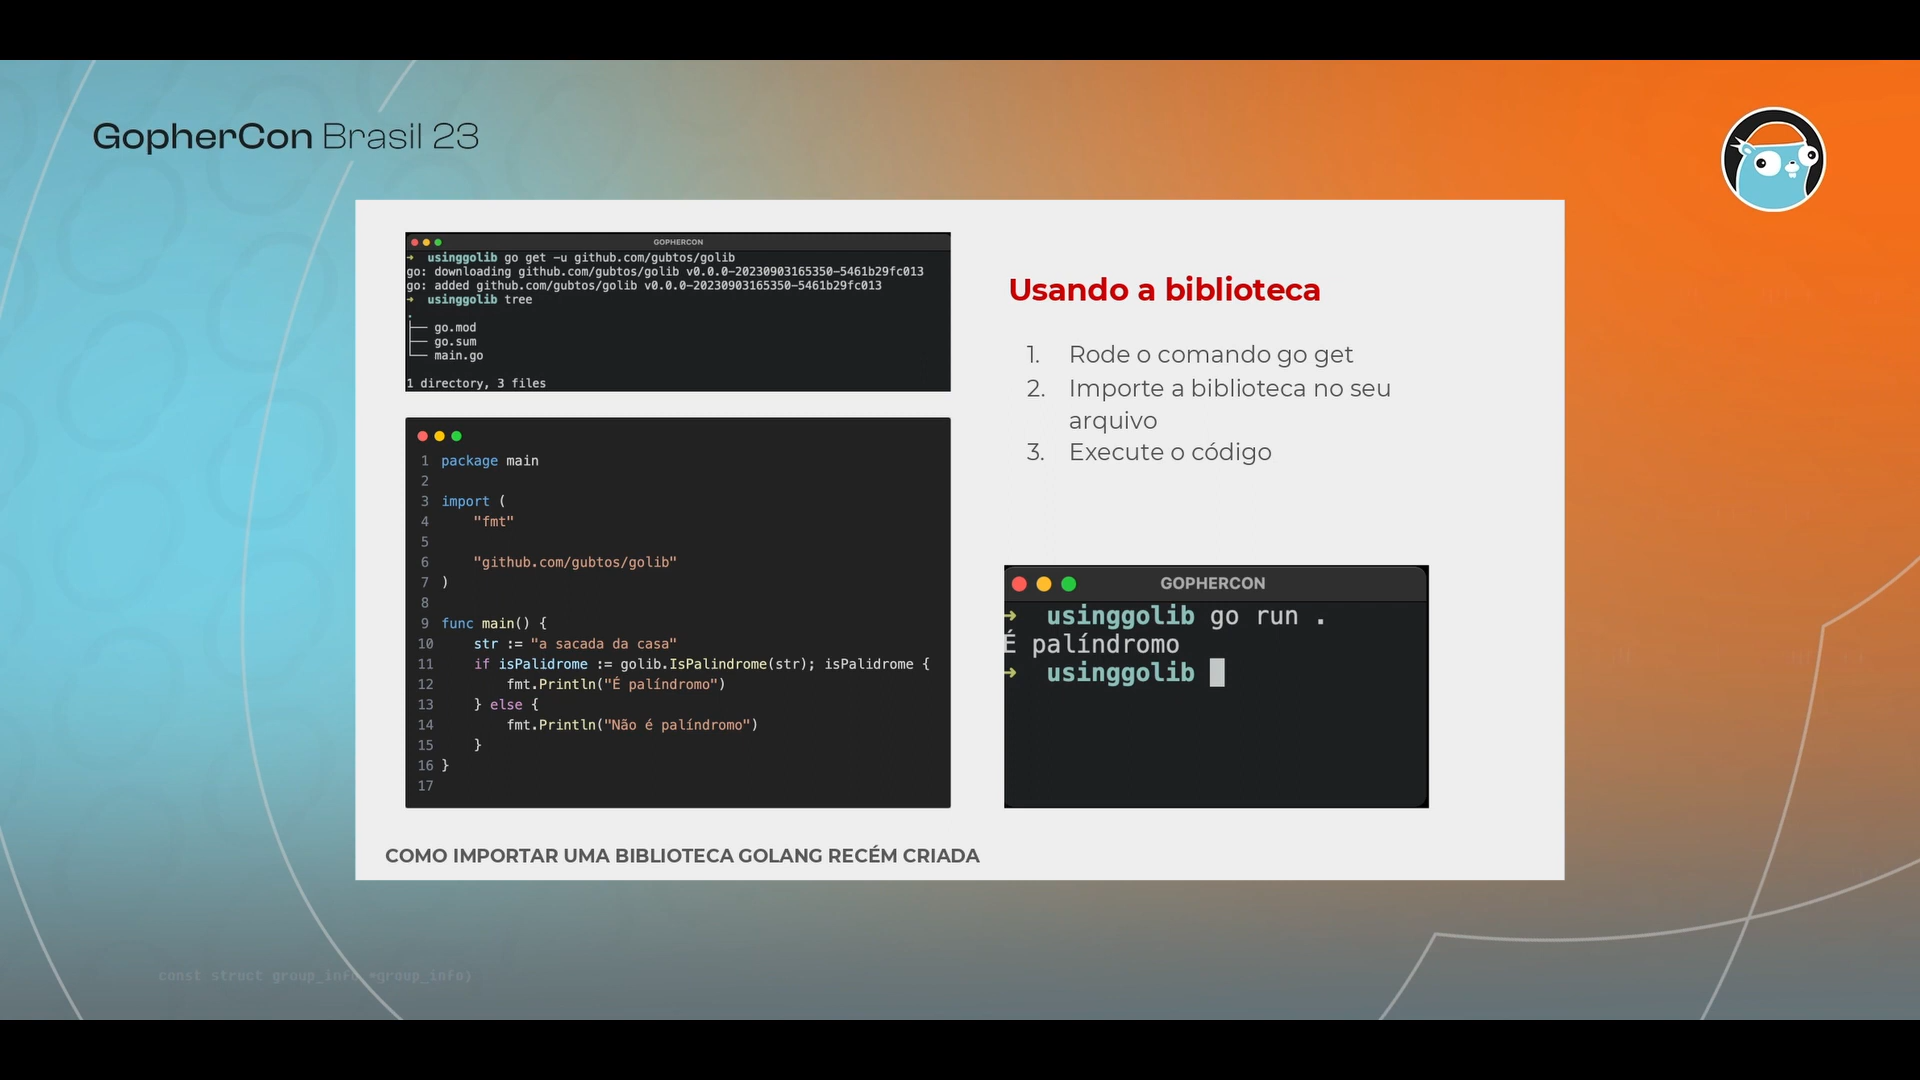 GopherCon Brasil 23
GOPHERCON
➜ usinggolib go get -u github.com/gubtos/golib
go: downloading github.com/gubtos/golib v0.0.0-20230903165350-5461b29fc013
go: added github.com/gubtos/golib v0.0.0-20230903165350-5461b29fc013
➜ usinggolib tree
.
├── go.mod
├── go.sum
└── main.go
1 directory, 3 files
1 package main
2
3 import (
4     "fmt"
5
6     "github.com/gubtos/golib"
7 )
8
9 func main() {
10     str := "a sacada da casa"
11     if isPalidrome := golib.IsPalindrome(str); isPalidrome {
12         fmt.Println("É palíndromo")
13     } else {
14         fmt.Println("Não é palíndromo")
15     }
16 }
17
Usando a biblioteca
1. Rode o comando go get
2. Importe a biblioteca no seu
arquivo
3. Execute o código
GOPHERCON
➜ usinggolib go run .
É palíndromo
➜ usinggolib
COMO IMPORTAR UMA BIBLIOTECA GOLANG RECÉM CRIADA
const struct group_info *group_info)